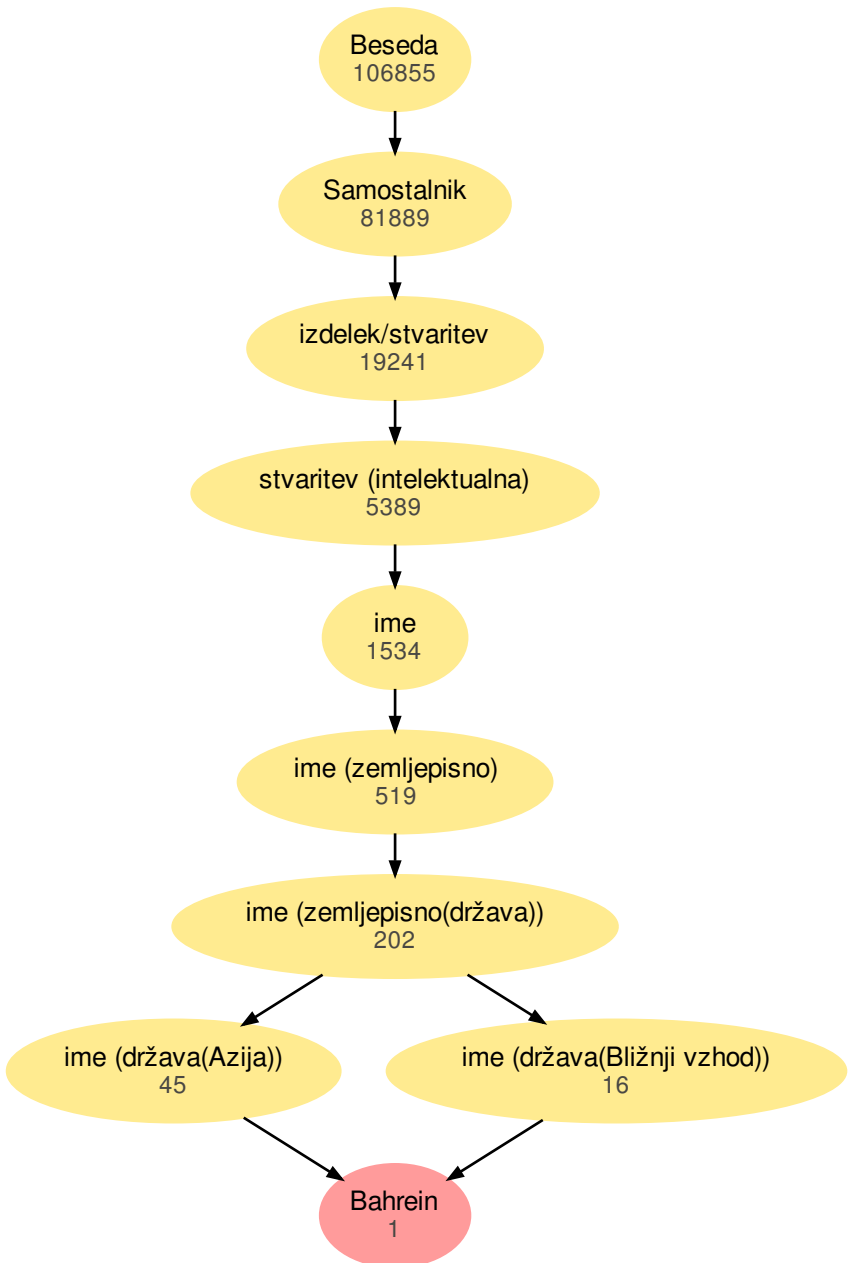 Beseda
106855
Samostalnik
81889
izdelek/stvaritev
19241
stvaritev (intelektualna)
5389
ime
1534
ime (zemljepisno)
519
ime (zemljepisno(država))
202
ime (država(Azija))
45
ime (država(Bližnji vzhod))
16
Bahrein
1